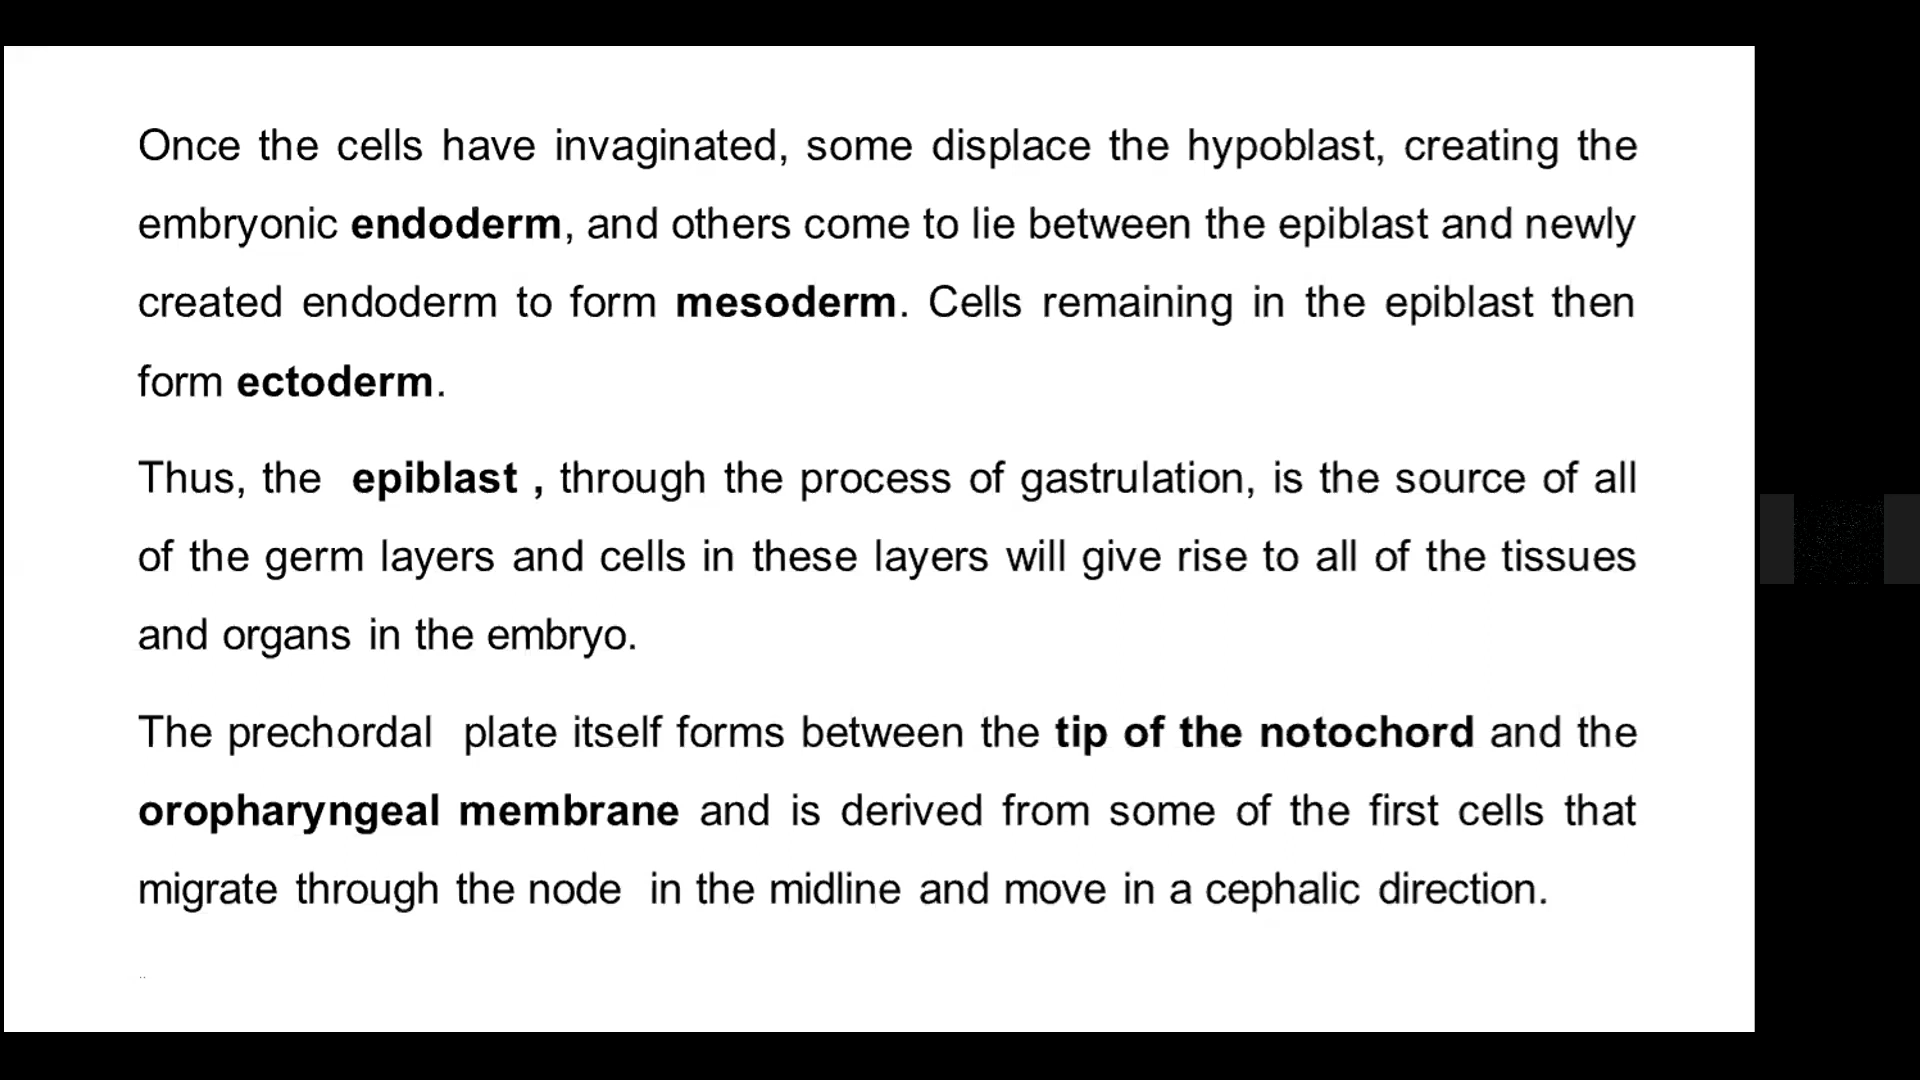 Once the cells have invaginated, some displace the hypoblast, creating the
embryonic endoderm, and others come to lie between the epiblast and newly
created endoderm to form mesoderm. Cells remaining in the epiblast then
form ectoderm.
Thus, the epiblast , through the process of gastrulation, is the source of all
of the germ layers and cells in these layers will give rise to all of the tissues
and organs in the embryo.
The prechordal plate itself forms between the tip of the notochord and the
oropharyngeal membrane and is derived from some of the first cells that
migrate through the node in the midline and move in a cephalic direction.
..